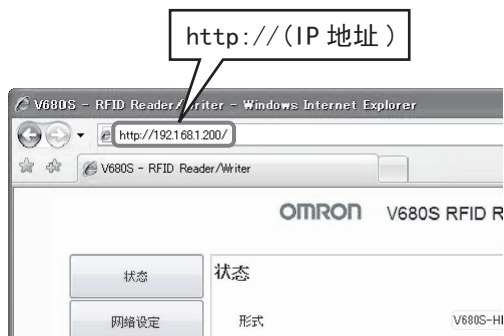 http://(IP 地址)
V680S - RFID Reader/Writer - Windows Internet Explorer
http://192.168.1.200/
V680S - RFID Reader/Writer
OMRON V680S RFID R
状态
状态
网络设定
形式
V680S-H